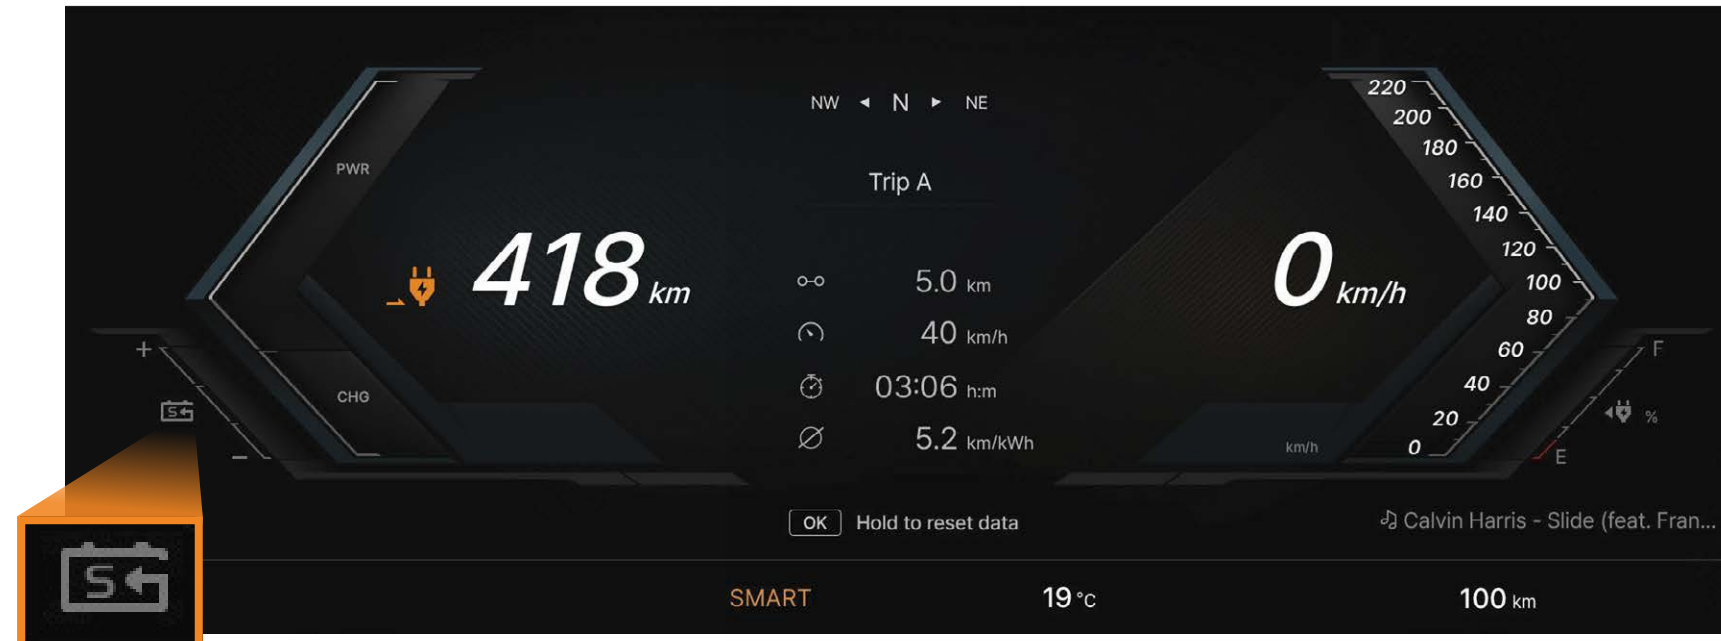 NW ◂ N ▸ NE
Trip A
PWR
418 km
5.0 km
40 km/h
03:06 h:m
5.2 km/kWh
CHG
+
S
−
0 km/h
220
200
180
160
140
120
100
80
60
40
20
0
km/h
F
%
E
OK Hold to reset data
Calvin Harris - Slide (feat. Fran...
SMART 19 °C 100 km
S